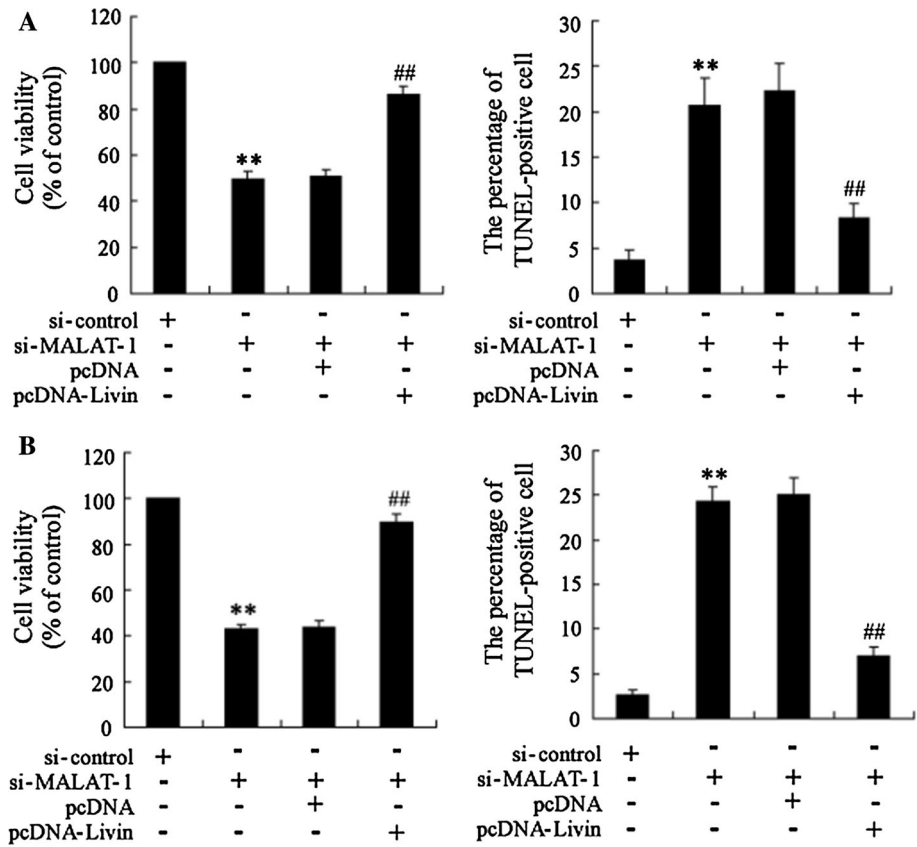 A
Cell viability
(% of control)
120
100
80
60
40
20
0
**
##
si-control + - - -
si-MALAT-1 - + + +
pcDNA - - + -
pcDNA-Livin - - - +
The percentage of
TUNEL-positive cell
30
25
20
15
10
5
0
**
##
si-control + - - -
si-MALAT-1 - + + +
pcDNA - - + -
pcDNA-Livin - - - +
B
Cell viability
(% of control)
120
100
80
60
40
20
0
**
##
si-control + - - -
si-MALAT-1 - + + +
pcDNA - - + -
pcDNA-Livin - - - +
The percentage of
TUNEL-positive cell
30
25
20
15
10
5
0
**
##
si-control + - - -
si-MALAT-1 - + + +
pcDNA - - + -
pcDNA-Livin - - - +